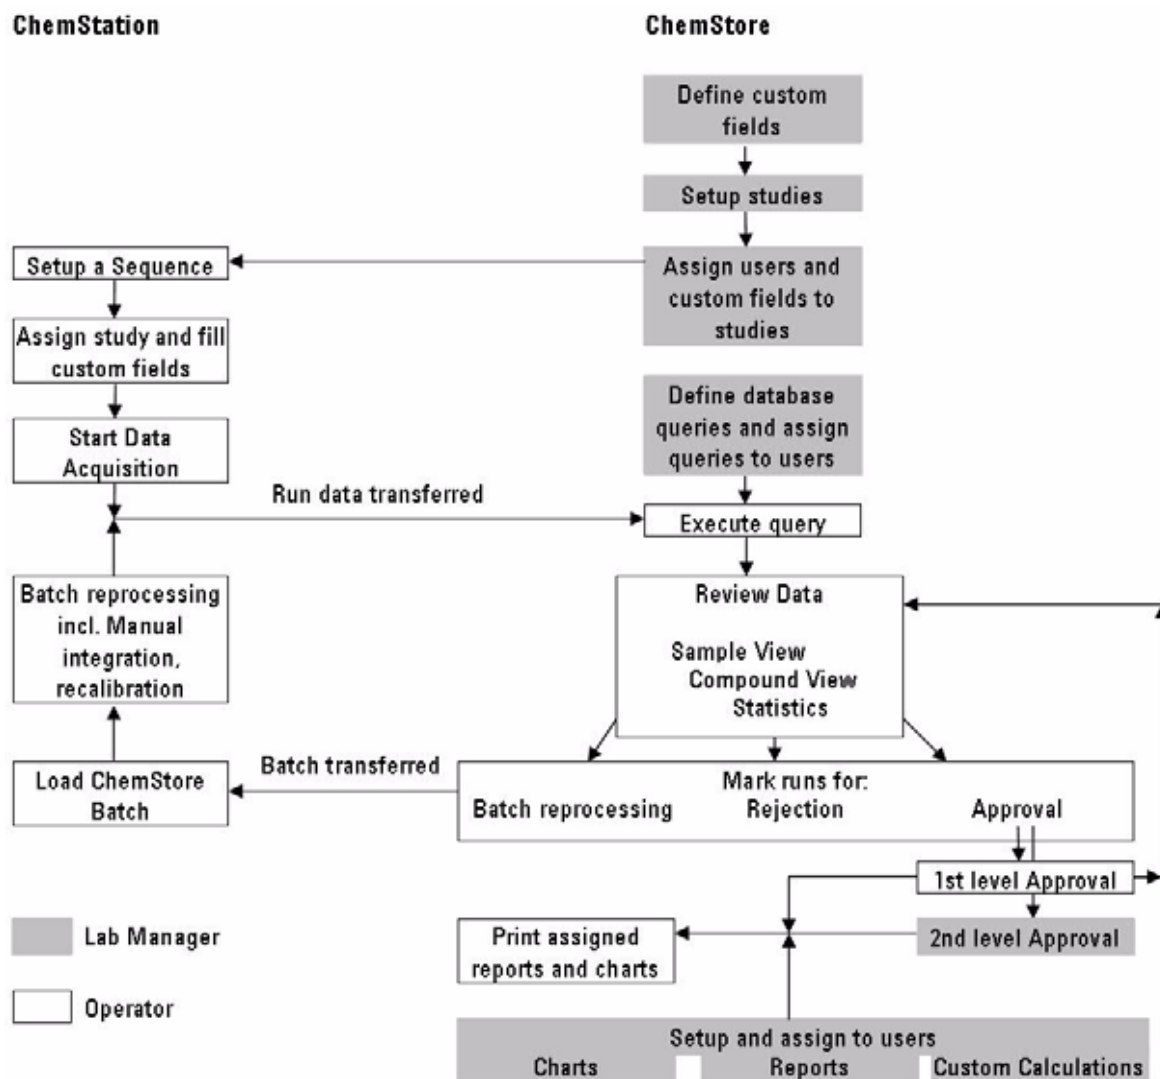 ChemStation
ChemStore
Define custom
fields
Setup studies
Setup a Sequence
Assign users and
custom fields to
studies
Assign study and fill
custom fields
Define database
queries and assign
queries to users
Start Data
Acquisition
Run data transferred
Execute query
Batch reprocessing
incl. Manual
integration,
recalibration
Review Data
Sample View
Compound View
Statistics
Load ChemStore
Batch
Batch transferred
Mark runs for:
Batch reprocessing
Rejection
Approval
1st level Approval
Lab Manager
Print assigned
reports and charts
2nd level Approval
Operator
Setup and assign to users
Charts
Reports
Custom Calculations